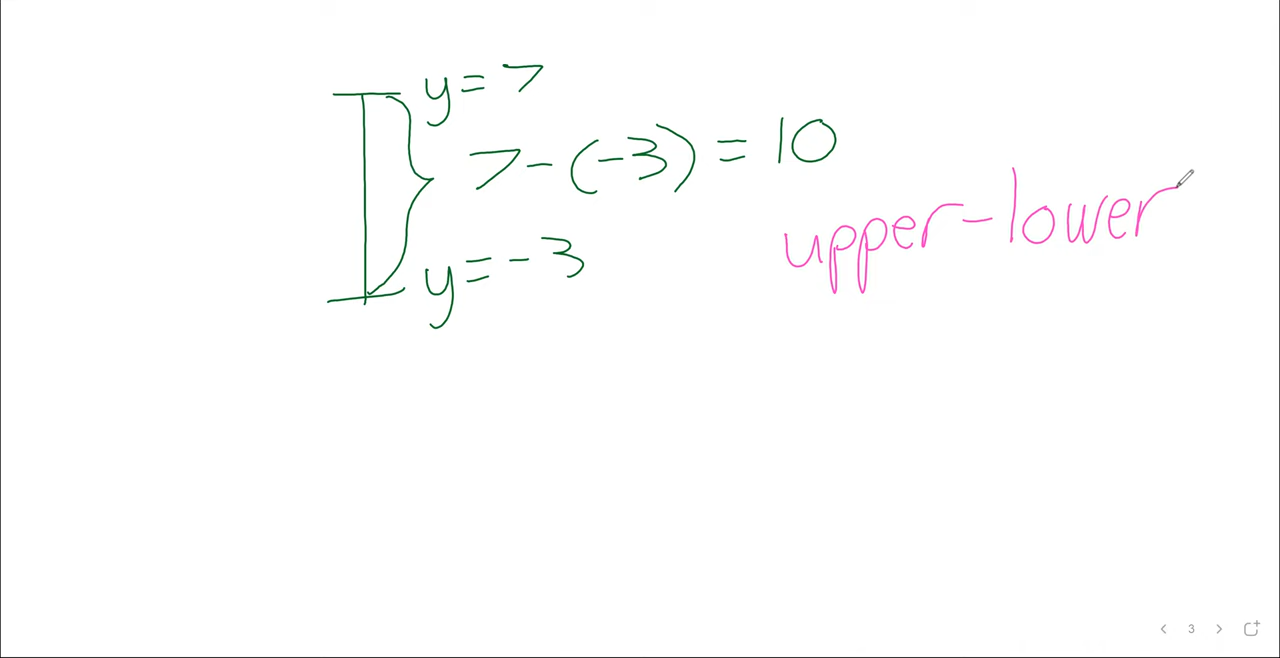 y = 7
7 - (-3) = 10
upper - lower
y = -3
3